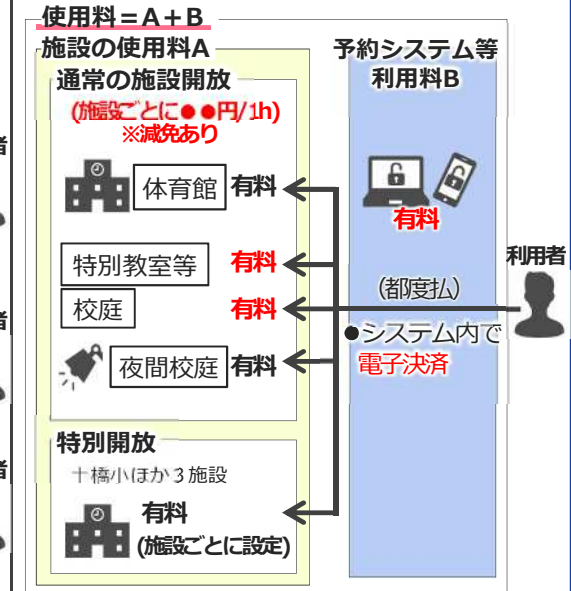 使用料＝A＋B
施設の使用料A
通常の施設開放
(施設ごとに●●円/1h)
※減免あり
体育館 有料
特別教室等 有料
校庭 有料
夜間校庭 有料
特別開放
十橋小ほか３施設
有料
(施設ごとに設定)
予約システム等
利用料B
有料
(都度払)
●システム内で
電子決済
利用者
者
者
者